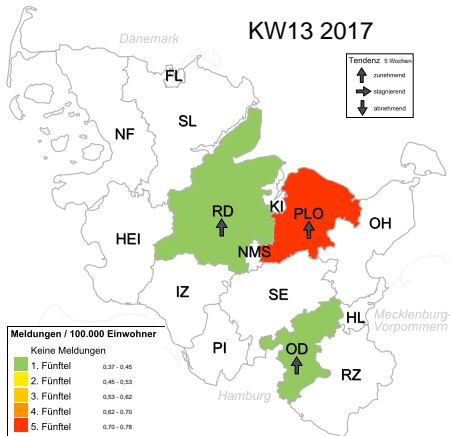 KW13 2017
Dänemark
Tendenz 5 Wochen
zunehmend
stagnierend
abnehmend
FL
SL
NF
KI
RD
PLO
OH
HEI
NMS
IZ
SE
HL
Mecklenburg-
Vorpommern
PI
OD
RZ
Hamburg
Meldungen / 100.000 Einwohner
Keine Meldungen
1. Fünftel 0,37 - 0,45
2. Fünftel 0,45 - 0,53
3. Fünftel 0,53 - 0,62
4. Fünftel 0,62 - 0,70
5. Fünftel 0,70 - 0,78